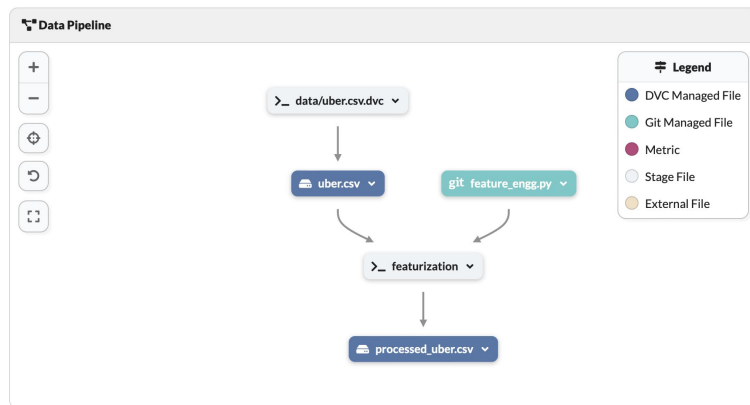 Data Pipeline
+
−
>_ data/uber.csv.dvc
uber.csv
git feature_engg.py
>_ featurization
processed_uber.csv
Legend
DVC Managed File
Git Managed File
Metric
Stage File
External File